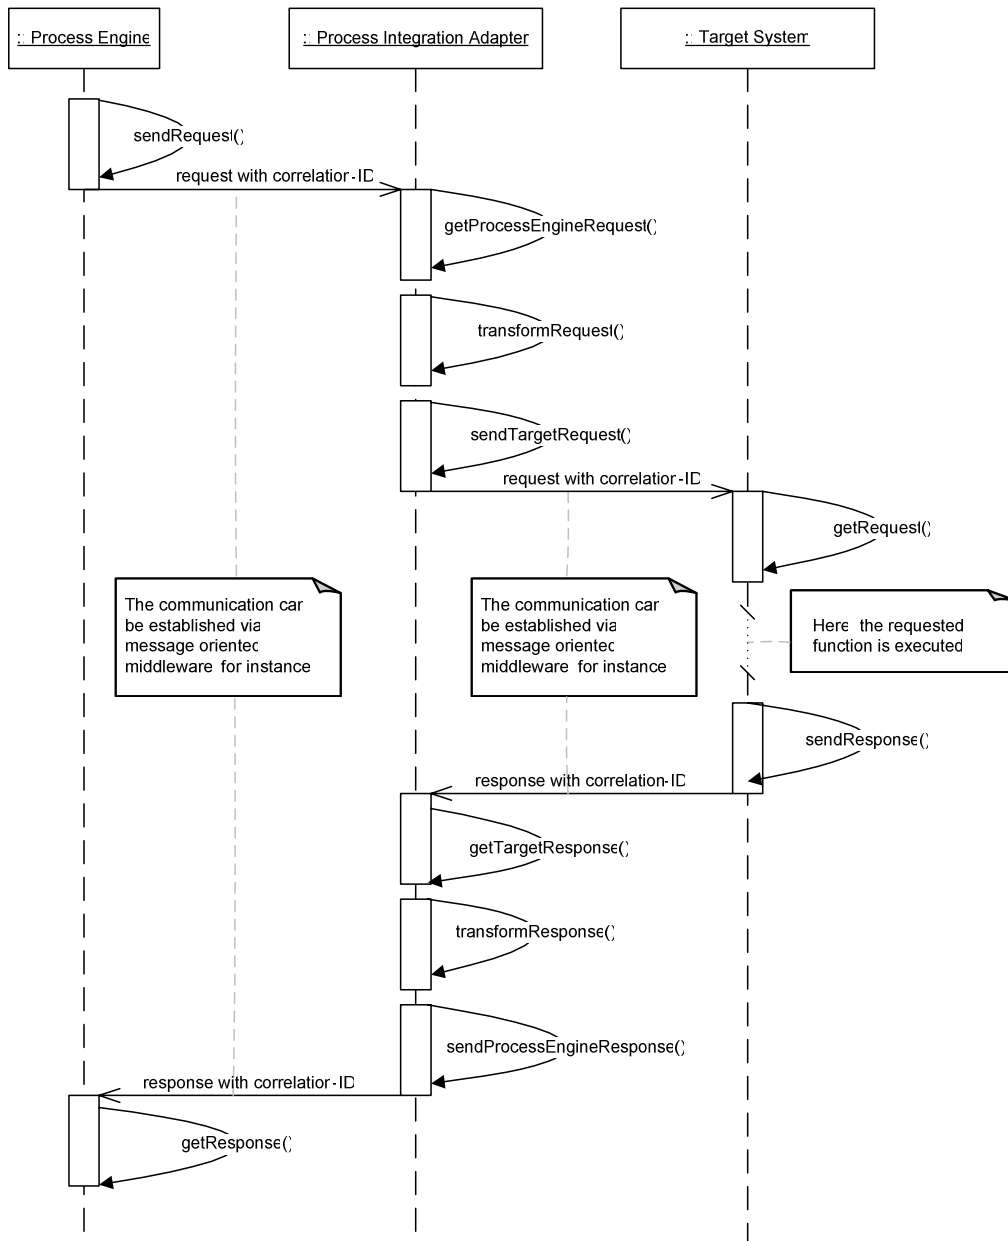 :: Process Engine
:: Process Integration Adapter
:: Target System
sendRequest()
request with correlation-ID
getProcessEngineRequest()
transformRequest()
sendTargetRequest()
request with correlation-ID
getRequest()
The communication can
be established via
message oriented
middleware for instance
The communication can
be established via
message oriented
middleware for instance
Here the requested
function is executed
sendResponse()
response with correlation-ID
getTargetResponse()
transformResponse()
sendProcessEngineResponse()
response with correlation-ID
getResponse()